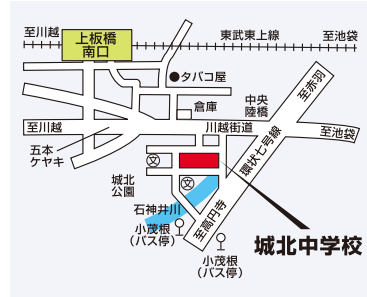 至川越
上板橋
南口
東武東上線
至池袋
タバコ屋
倉庫
中央
陸橋
至赤羽
至川越
川越街道
至池袋
五本
ケヤキ
環状七号線
文
城北
公園
文
石神井川
至高円寺
小茂根
(バス停)
小茂根
(バス停)
城北中学校